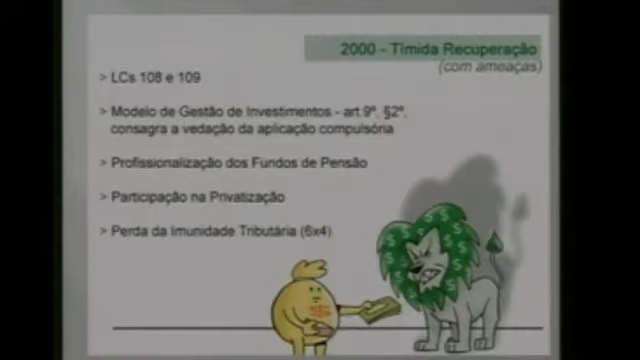 2000 - Tímida Recuperação
(com ameaças)
> LCs 108 e 109
> Modelo de Gestão de Investimentos - art.9º, §2º,
consagra a vedação da aplicação compulsória
> Profissionalização dos Fundos de Pensão
> Participação na Privatização
> Perda da Imunidade Tributária (6x4)